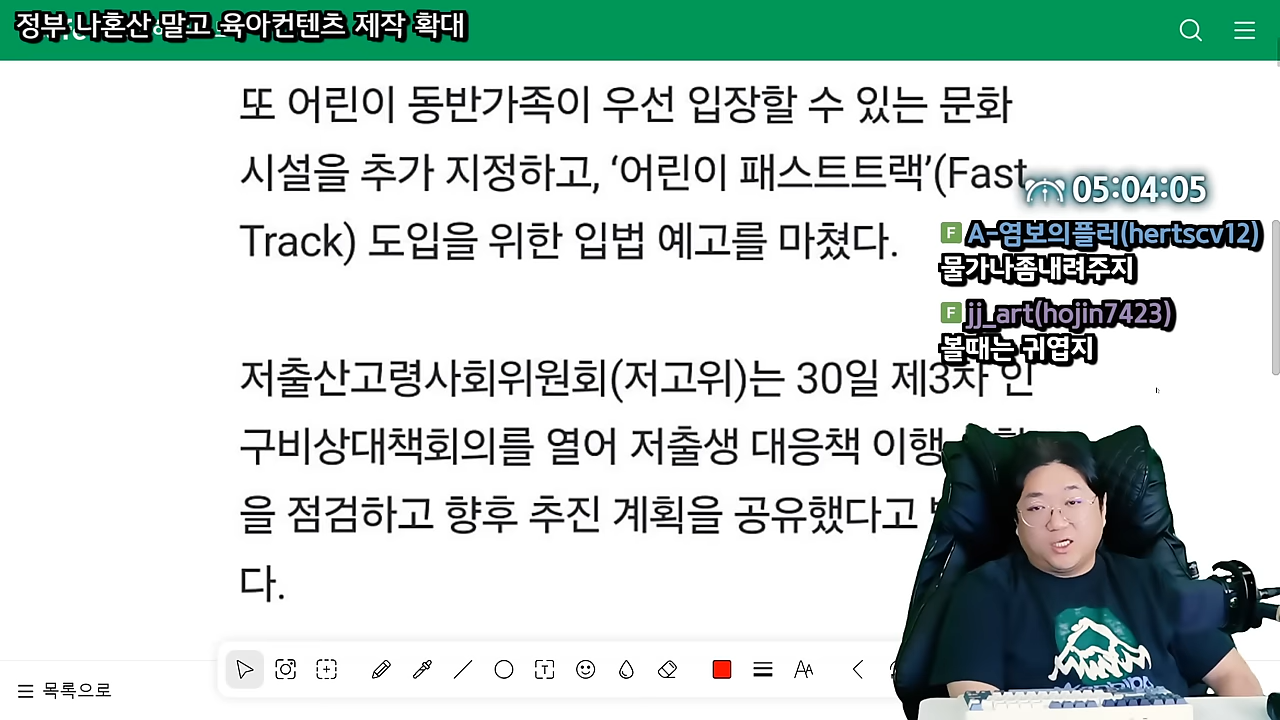 정부 나혼산 말고 육아컨텐츠 제작 확대
또 어린이 동반가족이 우선 입장할 수 있는 문화
시설을 추가 지정하고, ‘어린이 패스트트랙’(Fast
Track) 도입을 위한 입법 예고를 마쳤다.
05:04:05
F A-염보의플러(hertscv12)
물가나좀내려주지
F jj_art(hojin7423)
볼때는 귀엽지
저출산고령사회위원회(저고위)는 30일 제3차 인
구비상대책회의를 열어 저출생 대응책 이행
을 점검하고 향후 추진 계획을 공유했다고
다.
목록으로